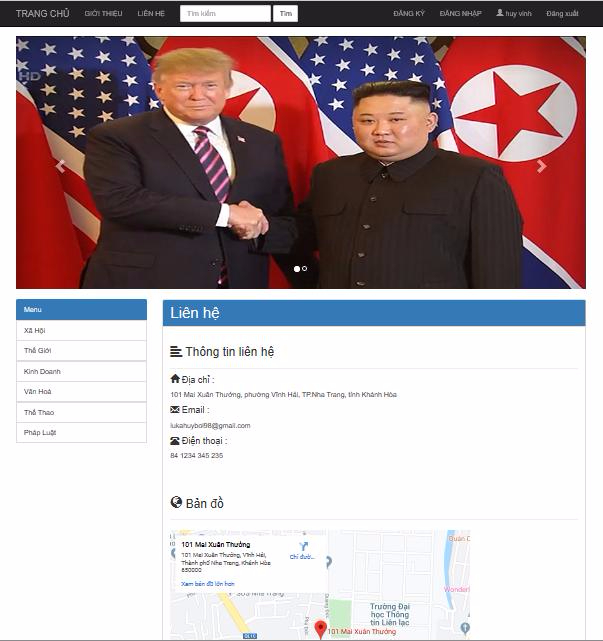 TRANG CHỦ GIỚI THIỆU LIÊN HỆ Tìm kiếm Tìm ĐĂNG KÝ ĐĂNG NHẬP huy vinh Đăng xuất
HD
Menu
Xã Hội
Thế Giới
Kinh Doanh
Văn Hoá
Thể Thao
Pháp Luật
Liên hệ
Thông tin liên hệ
Địa chỉ :
101 Mai Xuân Thưởng, phường Vĩnh Hải, TP.Nha Trang, tỉnh Khánh Hòa
Email :
lukahuyboi98@gmail.com
Điện thoại :
84 1234 345 235
Bản đồ
101 Mai Xuân Thưởng
101 Mai Xuân Thưởng, Vĩnh Hải,
Thành phố Nha Trang, Khánh Hòa
650000
Chỉ đườ...
Xem bản đồ lớn hơn
Quán C
Wonderl
Trường Đại
học Thông
tin Liên lạc
101 Mai Xuân Thưởng